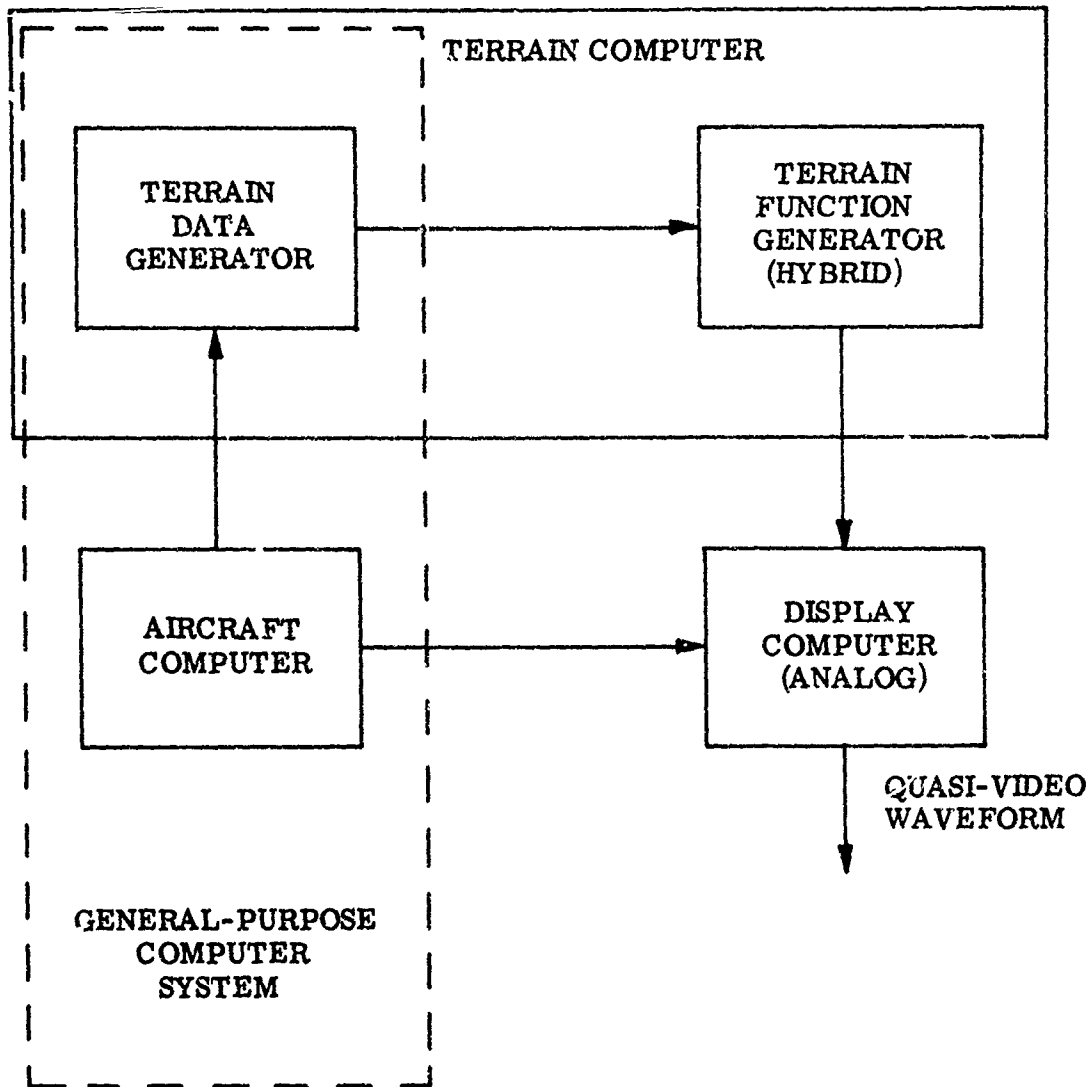 TERRAIN COMPUTER
TERRAIN
DATA
GENERATOR
TERRAIN
FUNCTION
GENERATOR
(HYBRID)
AIRCRAFT
COMPUTER
DISPLAY
COMPUTER
(ANALOG)
QUASI-VIDEO
WAVEFORM
GENERAL-PURPOSE
COMPUTER
SYSTEM